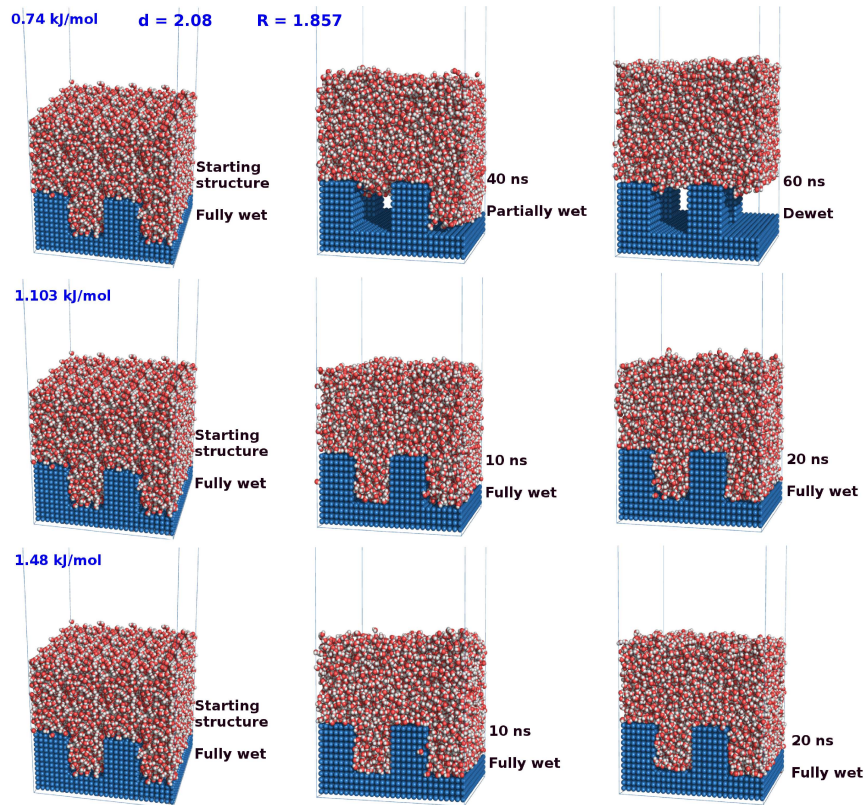 0.74 kJ/mol d = 2.08 R = 1.857
Starting
structure
Fully wet
40 ns
Partially wet
60 ns
Dewet
1.103 kJ/mol
Starting
structure
Fully wet
10 ns
Fully wet
20 ns
Fully wet
1.48 kJ/mol
Starting
structure
Fully wet
10 ns
Fully wet
20 ns
Fully wet